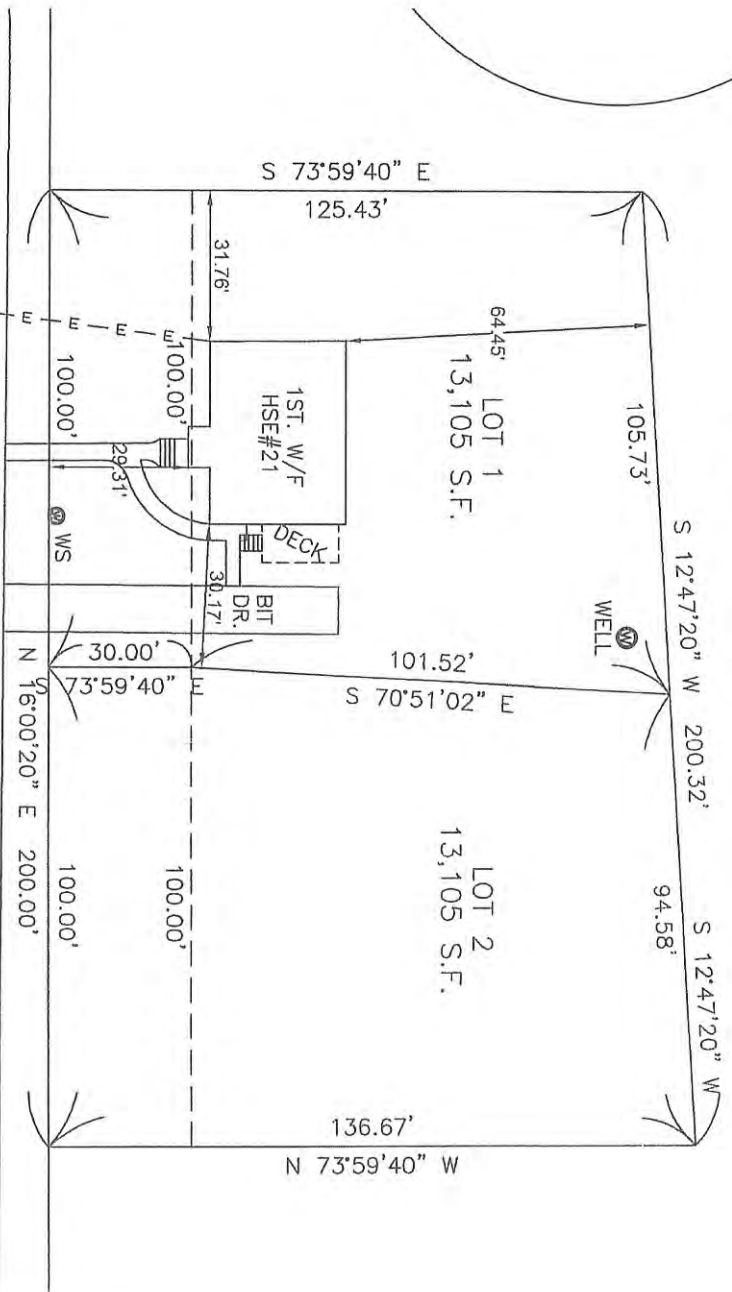 S 73°59'40" E
125.43'
31.76'
64.45'
105.73'
S 12°47'20" W 200.32'
LOT 1
13,105 S.F.
1ST. W/F
HSE#21
E
E
E
E
100.00'
100.00'
29.31'
DECK
WELL
W
W
WS
30.17'
BIT
DR.
30.00'
S 73°59'40" E
101.52'
S 70°51'02" E
N 16°00'20" E 200.00'
LOT 2
13,105 S.F.
94.58'
S 12°47'20" W
100.00'
100.00'
136.67'
N 73°59'40" W